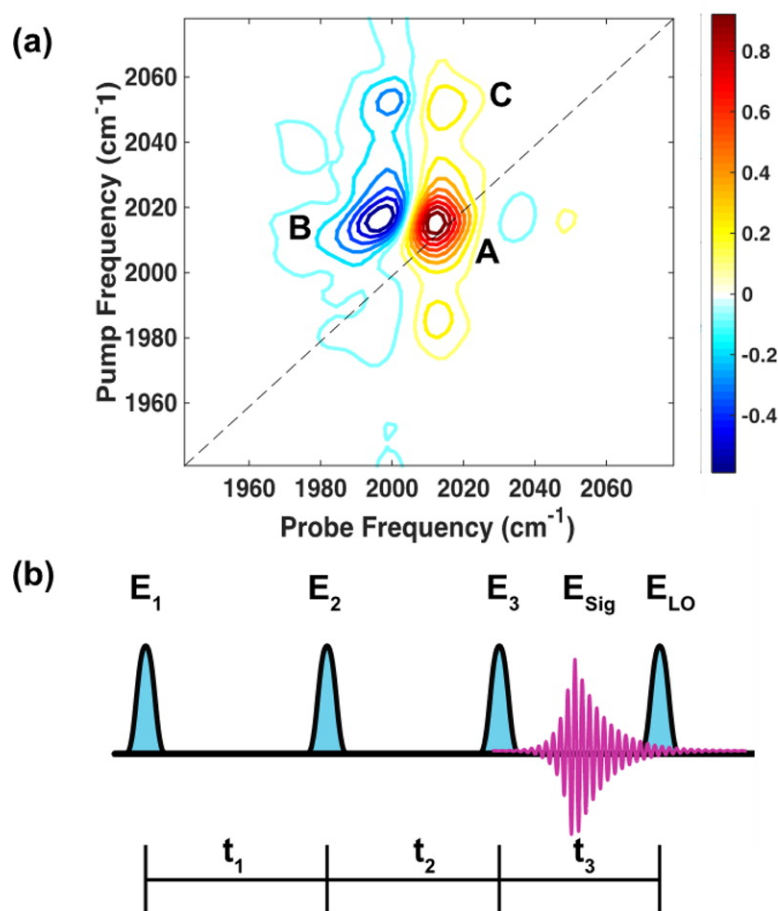 (a)
2060
2040
2020
2000
1980
1960
Pump Frequency (cm⁻1)
C
B
A
1960 1980 2000 2020 2040 2060
Probe Frequency (cm⁻¹)
0.8
0.6
0.4
0.2
0
-0.2
-0.4
(b)
E₁ E₂ E₃ E_Sig E_LO
t₁ t₂ t₃